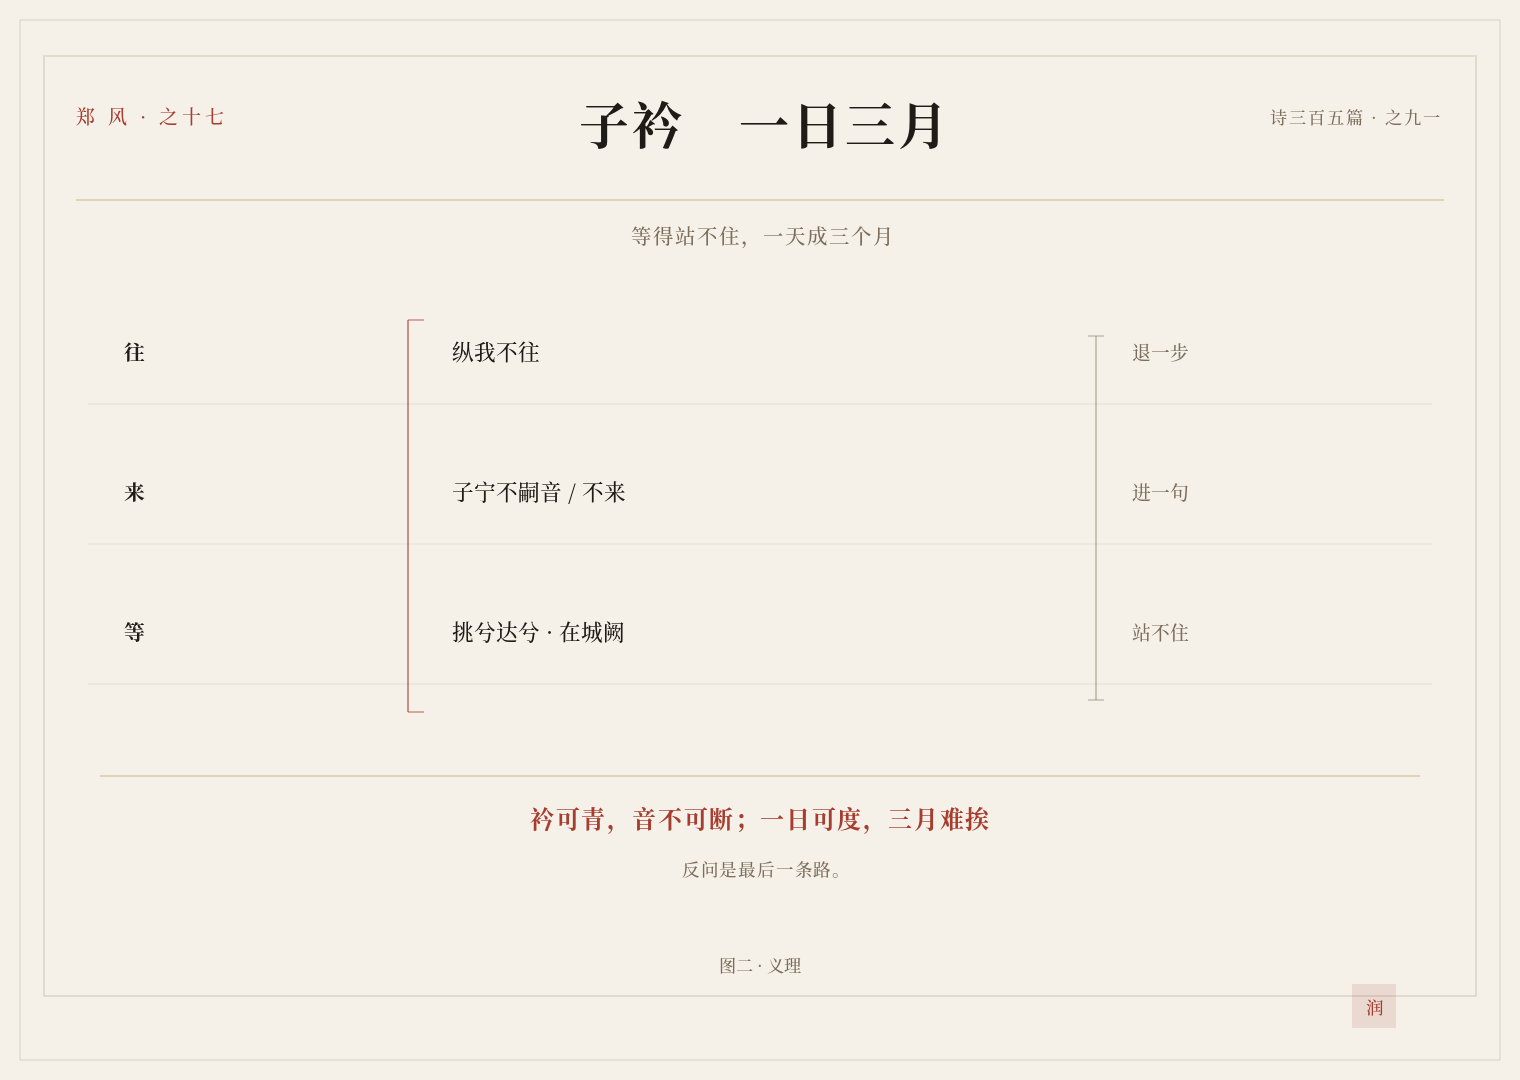 郑 风 · 之十七
子衿　一日三月
诗三百五篇 · 之九一
等得站不住，一天成三个月
往 纵我不往 退一步
来 子宁不嗣音 / 不来 进一句
等 挑兮达兮 · 在城阙 站不住
衿可青，音不可断；一日可度，三月难挨
反问是最后一条路。
图二 · 义理
润